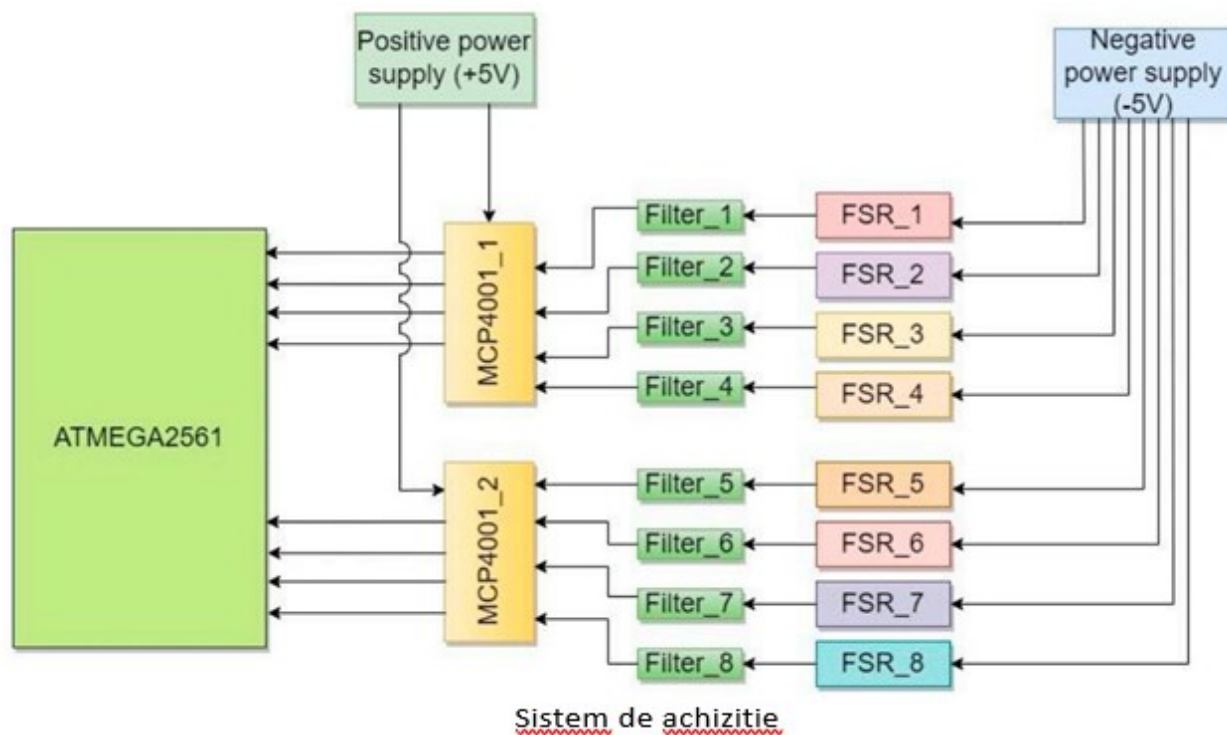 Positive power
supply (+5V)
Negative
power supply
(-5V)
ATMEGA2561
MCP4001_1
MCP4001_2
Filter_1
FSR_1
Filter_2
FSR_2
Filter_3
FSR_3
Filter_4
FSR_4
Filter_5
FSR_5
Filter_6
FSR_6
Filter_7
FSR_7
Filter_8
FSR_8
Sistem de achizitie